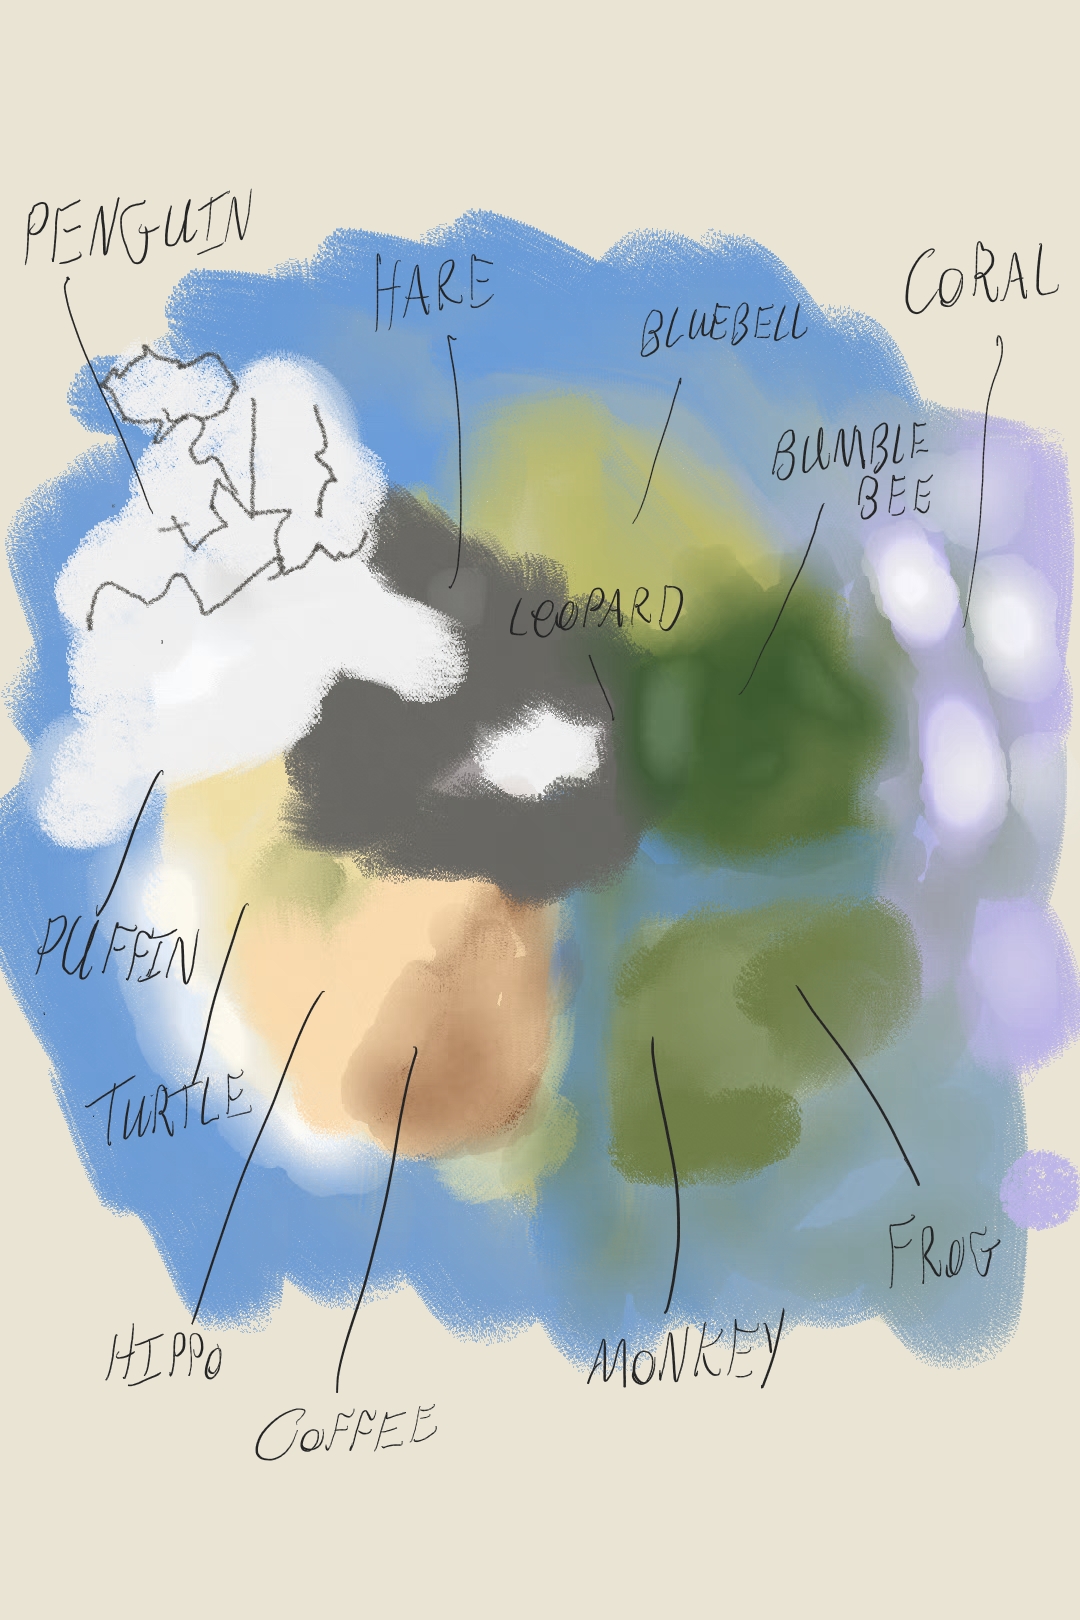 PENGUIN
HARE
CORAL
BLUEBELL
BUMBLE
BEE
LEOPARD
PUFFIN
TURTLE
FROG
HIPPO
MONKEY
COFFEE